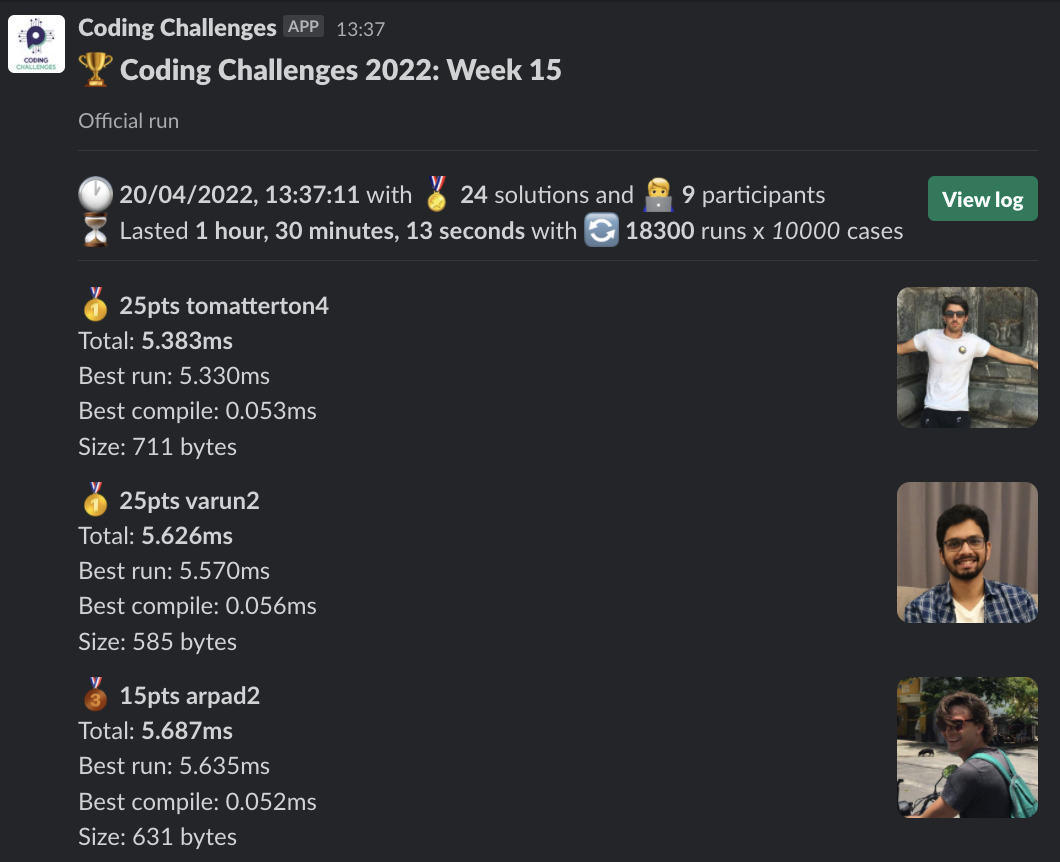 Coding Challenges APP 13:37
CODING
CHALLENGES
Coding Challenges 2022: Week 15
Official run
20/04/2022, 13:37:11 with 24 solutions and 9 participants
View log
Lasted 1 hour, 30 minutes, 13 seconds with 18300 runs x 10000 cases
1 25pts tomatterton4
Total: 5.383ms
Best run: 5.330ms
Best compile: 0.053ms
Size: 711 bytes
1 25pts varun2
Total: 5.626ms
Best run: 5.570ms
Best compile: 0.056ms
Size: 585 bytes
3 15pts arpad2
Total: 5.687ms
Best run: 5.635ms
Best compile: 0.052ms
Size: 631 bytes